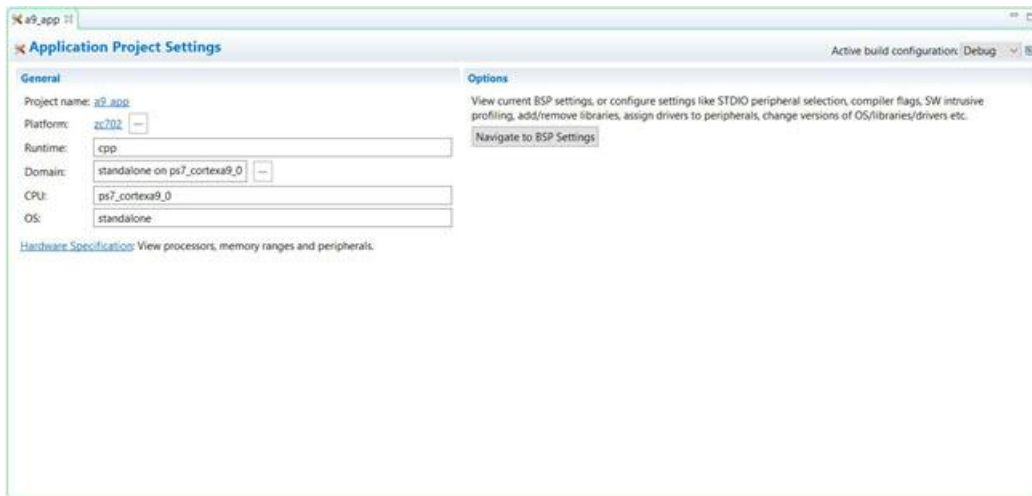 a9_app
Application Project Settings
Active build configuration: Debug
General
Project name: a9_app
Platform: zc702 ...
Runtime: cpp
Domain: standalone on ps7_cortexa9_0 ...
CPU: ps7_cortexa9_0
OS: standalone
Hardware Specification: View processors, memory ranges and peripherals.
Options
View current BSP settings, or configure settings like STDIO peripheral selection, compiler flags, SW intrusive
profiling, add/remove libraries, assign drivers to peripherals, change versions of OS/libraries/drivers etc.
Navigate to BSP Settings